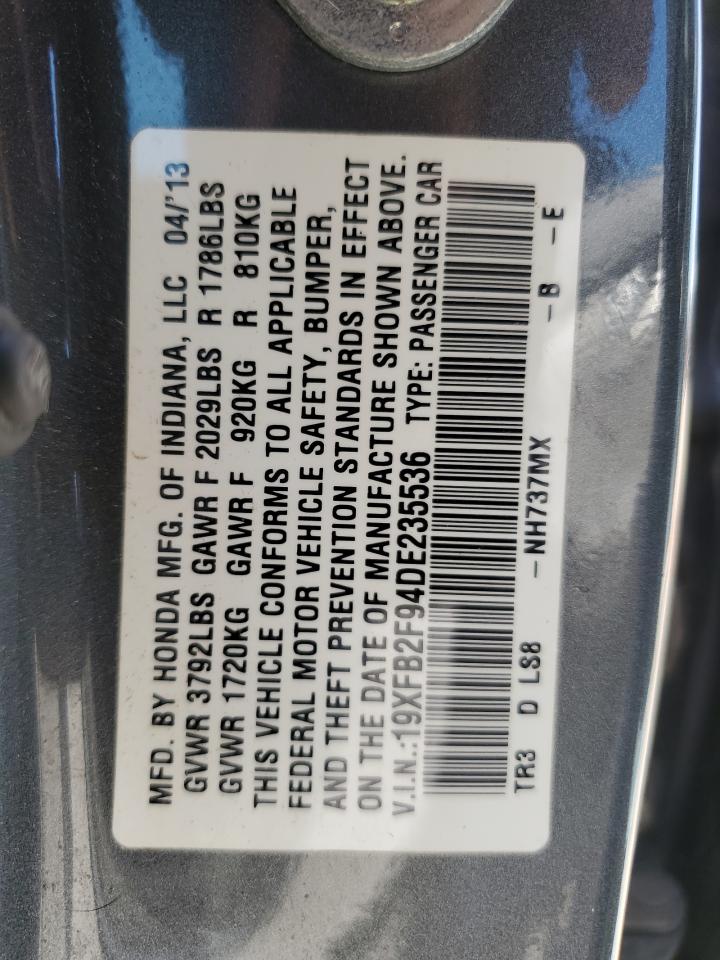 MFD. BY HONDA MFG. OF INDIANA, LLC 04/'13
GVWR 3792LBS GAWR F 2029LBS R 1786LBS
GVWR 1720KG GAWR F 920KG R 810KG
THIS VEHICLE CONFORMS TO ALL APPLICABLE
FEDERAL MOTOR VEHICLE SAFETY, BUMPER,
AND THEFT PREVENTION STANDARDS IN EFFECT
ON THE DATE OF MANUFACTURE SHOWN ABOVE.
V.I.N.:19XFB2F94DE235536 TYPE: PASSENGER CAR
TR3 D LS8 -NH737MX -B -E